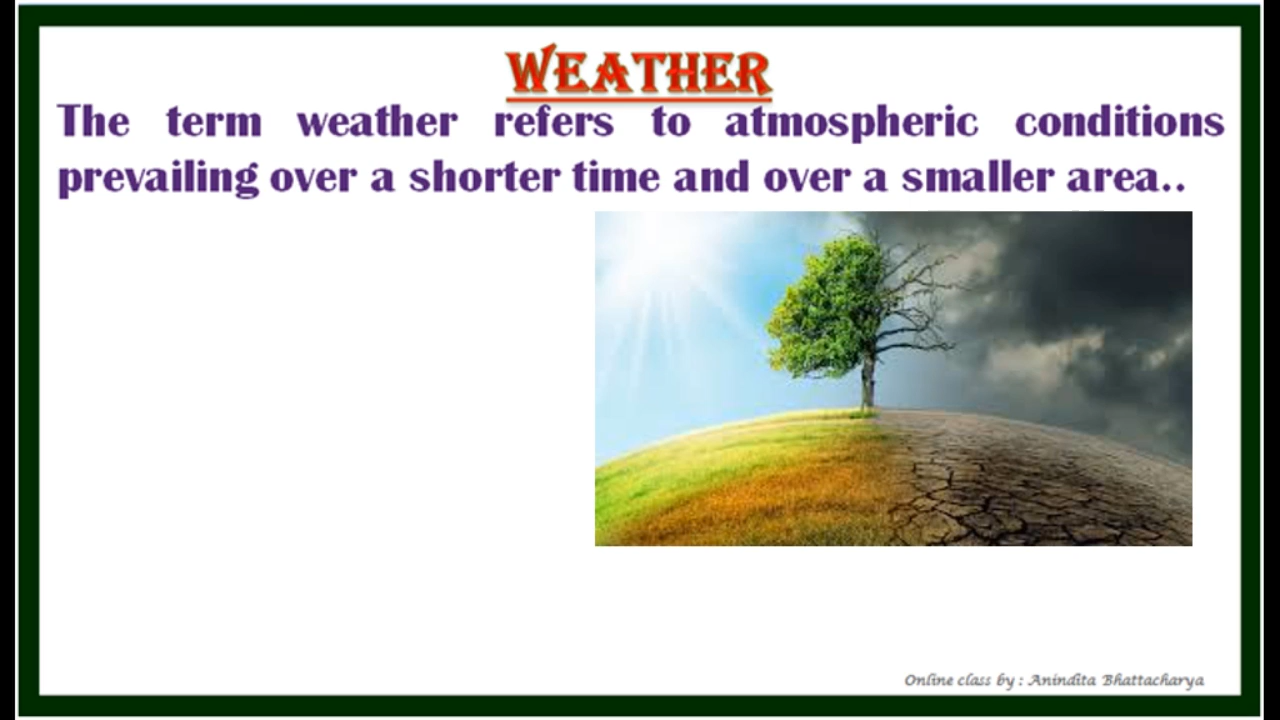 WEATHER
The term weather refers to atmospheric conditions
prevailing over a shorter time and over a smaller area..
Online class by : Anindita Bhattacharya